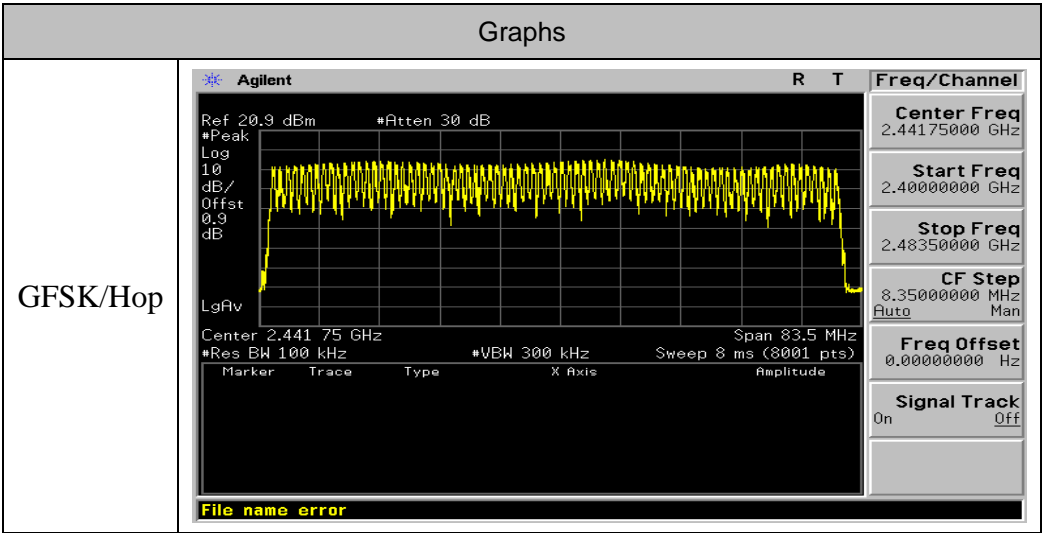 Graphs
GFSK/Hop
Agilent R T
Ref 20.9 dBm #Atten 30 dB
#Peak
Log
10
dB/
Offst
0.9
dB
LgAv
Center 2.441 75 GHz Span 83.5 MHz
#Res BW 100 kHz #VBW 300 kHz Sweep 8 ms (8001 pts)
Marker Trace Type X Axis Amplitude
File name error
Freq/Channel
Center Freq
2.44175000 GHz
Start Freq
2.40000000 GHz
Stop Freq
2.48350000 GHz
CF Step
8.35000000 MHz
Auto Man
Freq Offset
0.00000000 Hz
Signal Track
On Off